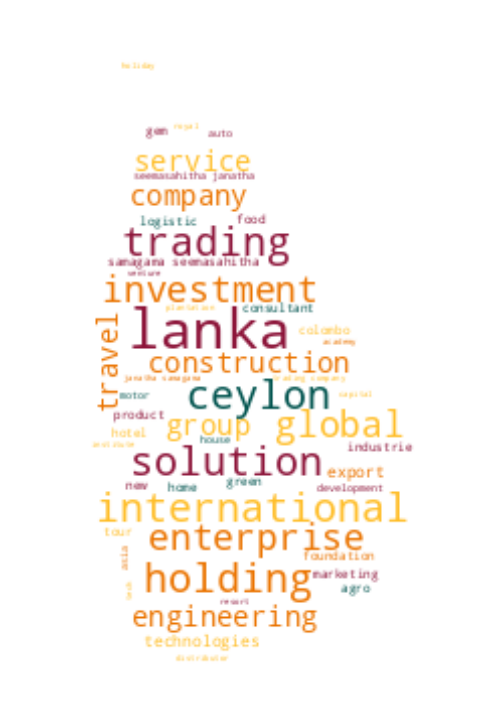 holiday
gem royal auto
service
seemasahitha janatha
company
logistic food
trading
samagama seemasahitha
venture
investment
plantation consultant
lanka
colombo
academy
travel
construction
janatha samagama trading company
motor ceylon capital
product
group global
hotel
house
institute industrie
solution
export
new home green development
international
tour
enterprise
asia
foundation
holding marketing
tech agro
resort
engineering
technologies
distributor